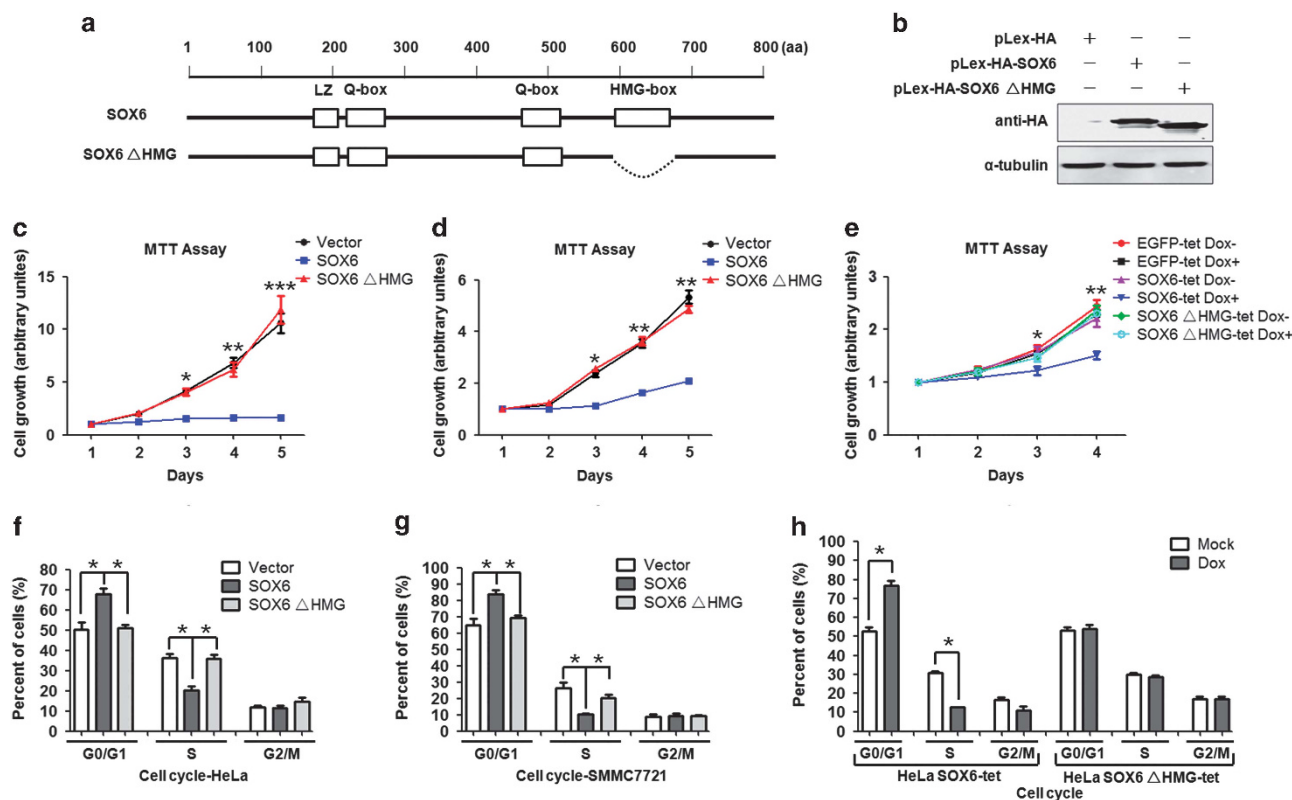 a
1 100 200 300 400 500 600 700 800 (aa)
LZ Q-box Q-box HMG-box
SOX6
SOX6 △HMG
b
pLex-HA + — —
pLex-HA-SOX6 — + —
pLex-HA-SOX6 △HMG — — +
anti-HA
α-tubulin
c
MTT Assay
Vector
SOX6
SOX6 △HMG
Cell growth (arbitrary unites)
15
10
5
0
* ** ***
1 2 3 4 5
Days
d
MTT Assay
Vector
SOX6
SOX6 △HMG
Cell growth (arbitrary unites)
6
4
2
0
* ** **
1 2 3 4 5
Days
e
MTT Assay
EGFP-tet Dox-
EGFP-tet Dox+
SOX6-tet Dox-
SOX6-tet Dox+
SOX6 △HMG-tet Dox-
SOX6 △HMG-tet Dox+
Cell growth (arbitrary unites)
3
2
1
0
* **
1 2 3 4
Days
f
Vector
SOX6
SOX6 △HMG
Percent of cells (%)
80
70
60
50
40
30
20
10
0
* *
* *
G0/G1 S G2/M
Cell cycle-HeLa
g
Vector
SOX6
SOX6 △HMG
Percent of cells (%)
100
90
80
70
60
50
40
30
20
10
0
* *
* *
G0/G1 S G2/M
Cell cycle-SMMC7721
h
Mock
Dox
Percent of cells (%)
100
90
80
70
60
50
40
30
20
10
0
*
*
G0/G1 S G2/M G0/G1 S G2/M
HeLa SOX6-tet HeLa SOX6 △HMG-tet
Cell cycle